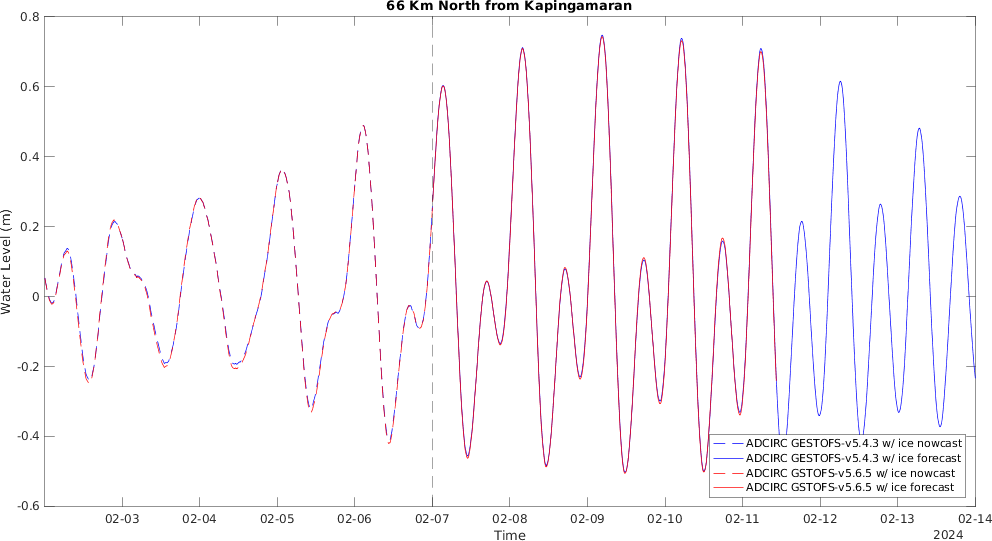 66 Km North from Kapingamaran
0.8
0.6
0.4
0.2
0
-0.2
-0.4
-0.6
Water Level (m)
ADCIRC GESTOFS-v5.4.3 w/ ice nowcast
ADCIRC GESTOFS-v5.4.3 w/ ice forecast
ADCIRC GSTOFS-v5.6.5 w/ ice nowcast
ADCIRC GSTOFS-v5.6.5 w/ ice forecast
02-03 02-04 02-05 02-06 02-07 02-08 02-09 02-10 02-11 02-12 02-13 02-14
Time
2024